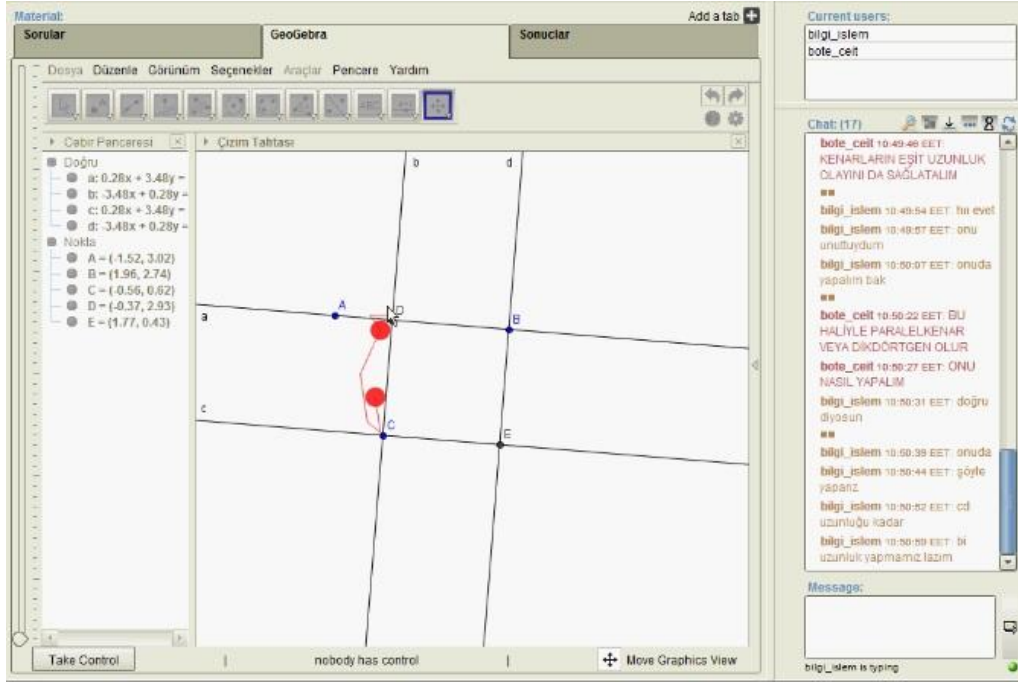 Material:
Add a tab
Sorular
GeoGebra
Sonuclar
Dosya Düzenle Görünüm Seçenekler Araçlar Pencere Yardım
ABC
Cebir Penceresi
Çizim Tahtası
Doğru
a: 0.28x + 3.48y =
b: -3.48x + 0.28y =
c: 0.28x + 3.48y =
d: -3.48x + 0.28y =
Nokta
A = (-1.52, 3.02)
B = (1.96, 2.74)
C = (-0.56, 0.62)
D = (-0.37, 2.93)
E = (1.77, 0.43)
b
d
A
D
B
a
c
C
E
Take Control
nobody has control
Move Graphics View
Current users:
bilgi_islem
bote_ceit
Chat: (17)
bote_ceit 10:49:46 EET:
KENARLARIN EŞİT UZUNLUK
OLAYINI DA SAĞLATALIM
bilgi_islem 10:49:54 EET: hn evet
bilgi_islem 10:49:57 EET: onu
unuttuydum
bilgi_islem 10:50:07 EET: onuda
yapalım bak
bote_ceit 10:50:22 EET: BU
HALİYLE PARALELKENAR
VEYA DİKDÖRTGEN OLUR
bote_ceit 10:50:27 EET: ONU
NASIL YAPALIM
bilgi_islem 10:50:31 EET: doğru
diyosun
bilgi_islem 10:50:39 EET: onuda
bilgi_islem 10:50:44 EET: şöyle
yaparız
bilgi_islem 10:50:52 EET: cd
uzunluğu kadar
bilgi_islem 10:50:59 EET: bi
uzunluk yapmamız lazım
Message:
bilgi_islem is typing